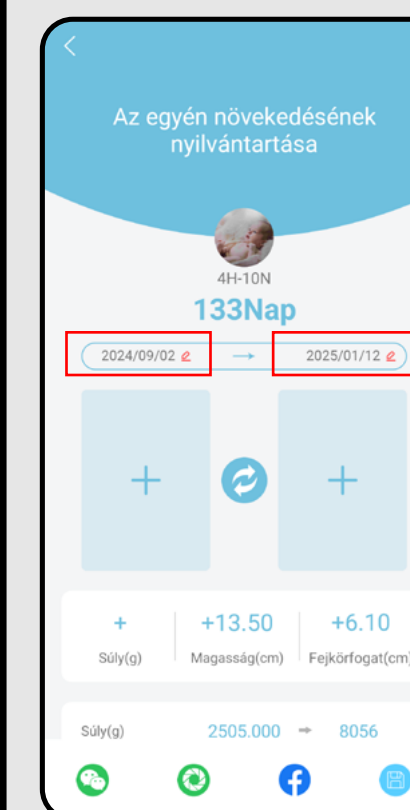 Az egyén növekedésének
nyilvántartása
4H-10N
133Nap
2024/09/02 → 2025/01/12
+ +
+ +13.50 +6.10
Súly(g) Magasság(cm) Fejkörfogat(cm)
Súly(g) 2505.000 → 8056